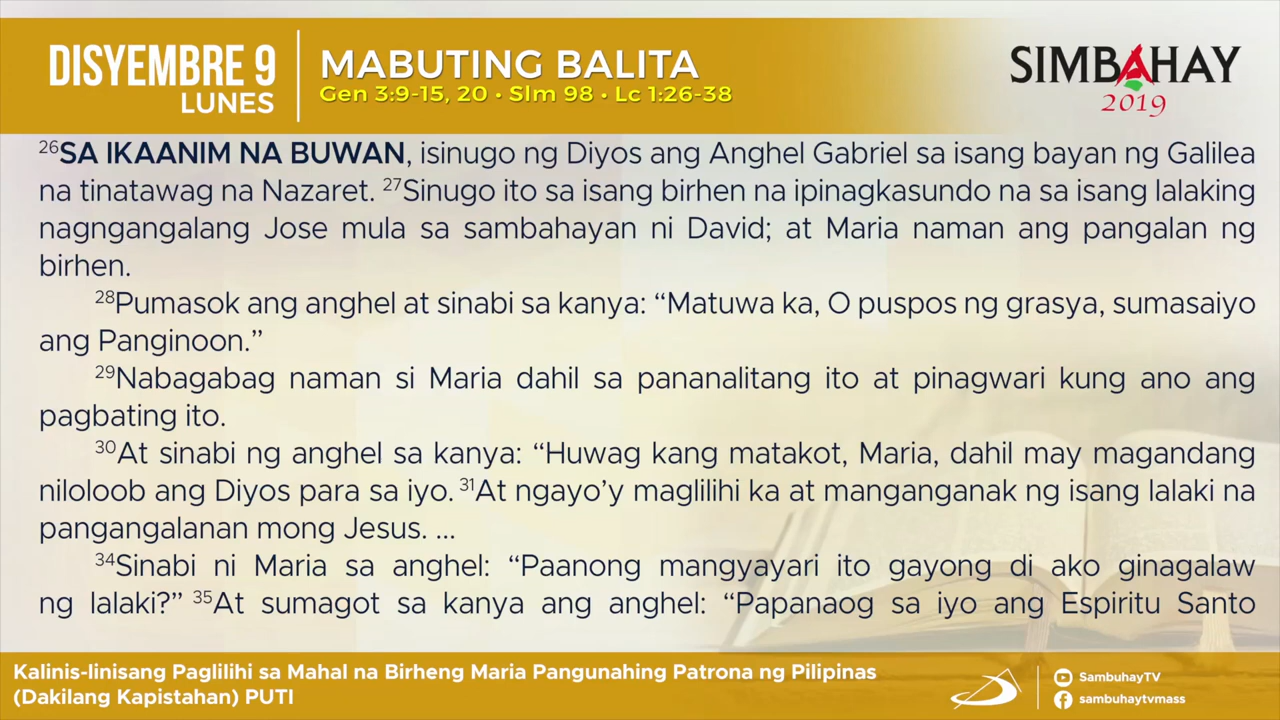 DISYEMBRE 9
LUNES
MABUTING BALITA
Gen 3:9-15, 20 • Slm 98 • Lc 1:26-38
SIMBAHAY
2019
26SA IKAANIM NA BUWAN, isinugo ng Diyos ang Anghel Gabriel sa isang bayan ng Galilea
na tinatawag na Nazaret. 27Sinugo ito sa isang birhen na ipinagkasundo na sa isang lalaking
nagngangalang Jose mula sa sambahayan ni David; at Maria naman ang pangalan ng
birhen.
28Pumasok ang anghel at sinabi sa kanya: “Matuwa ka, O puspos ng grasya, sumasaiyo
ang Panginoon.”
29Nabagabag naman si Maria dahil sa pananalitang ito at pinagwari kung ano ang
pagbating ito.
30At sinabi ng anghel sa kanya: “Huwag kang matakot, Maria, dahil may magandang
niloloob ang Diyos para sa iyo. 31At ngayo’y maglilihi ka at manganganak ng isang lalaki na
pangangalanan mong Jesus. ...
34Sinabi ni Maria sa anghel: “Paanong mangyayari ito gayong di ako ginagalaw
ng lalaki?” 35At sumagot sa kanya ang anghel: “Papanaog sa iyo ang Espiritu Santo
Kalinis-linisang Paglilihi sa Mahal na Birheng Maria Pangunahing Patrona ng Pilipinas
(Dakilang Kapistahan) PUTI
SambuhayTV
sambuhaytvmass